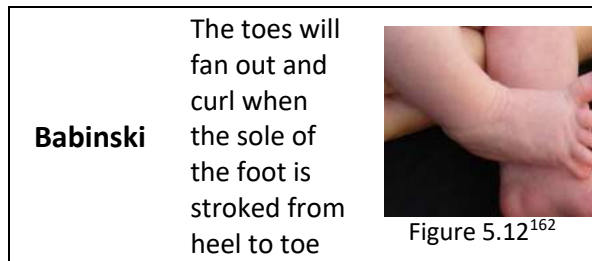 Babinski
The toes will
fan out and
curl when
the sole of
the foot is
stroked from
heel to toe
Figure 5.12¹⁶²